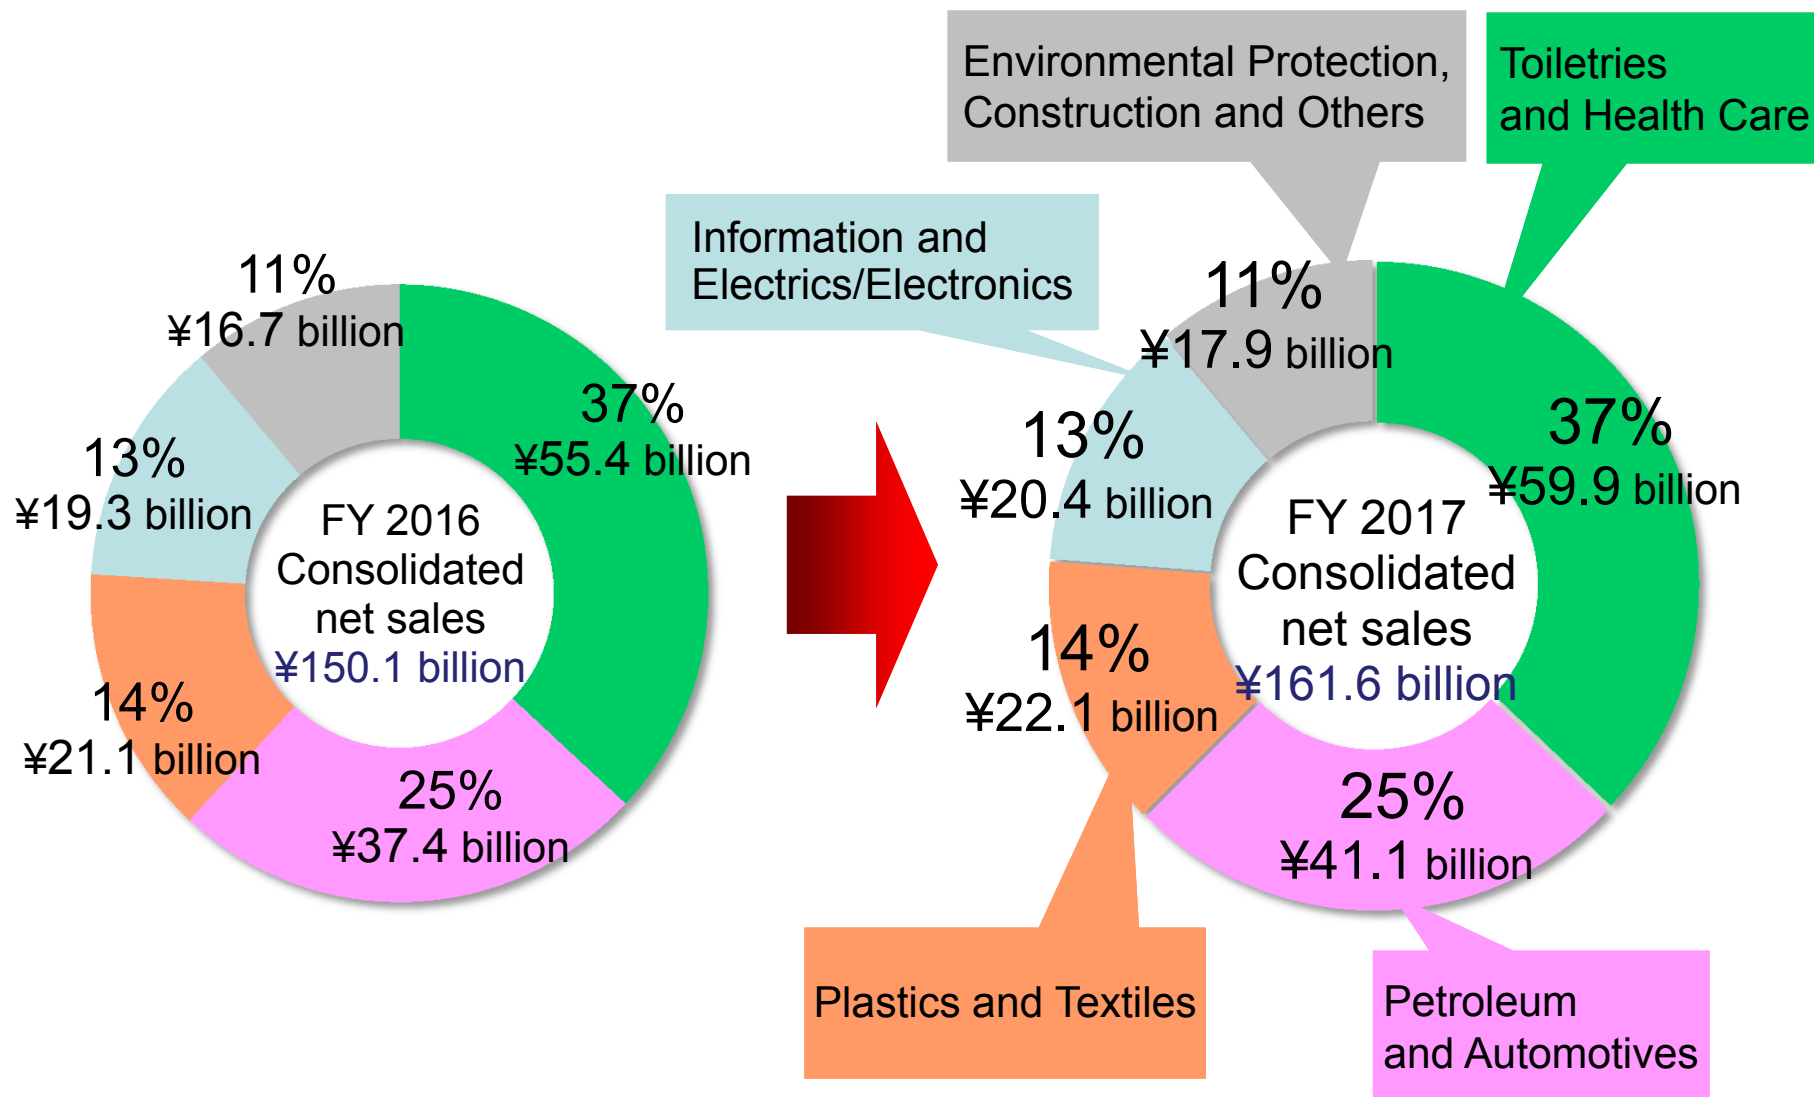 Environmental Protection,
Construction and Others
Toiletries
and Health Care
Information and
Electrics/Electronics
11%
¥16.7 billion
37%
¥55.4 billion
13%
¥19.3 billion
14%
¥21.1 billion
25%
¥37.4 billion
FY 2016
Consolidated
net sales
¥150.1 billion
11%
¥17.9 billion
37%
¥59.9 billion
13%
¥20.4 billion
14%
¥22.1 billion
25%
¥41.1 billion
FY 2017
Consolidated
net sales
¥161.6 billion
Plastics and Textiles
Petroleum
and Automotives